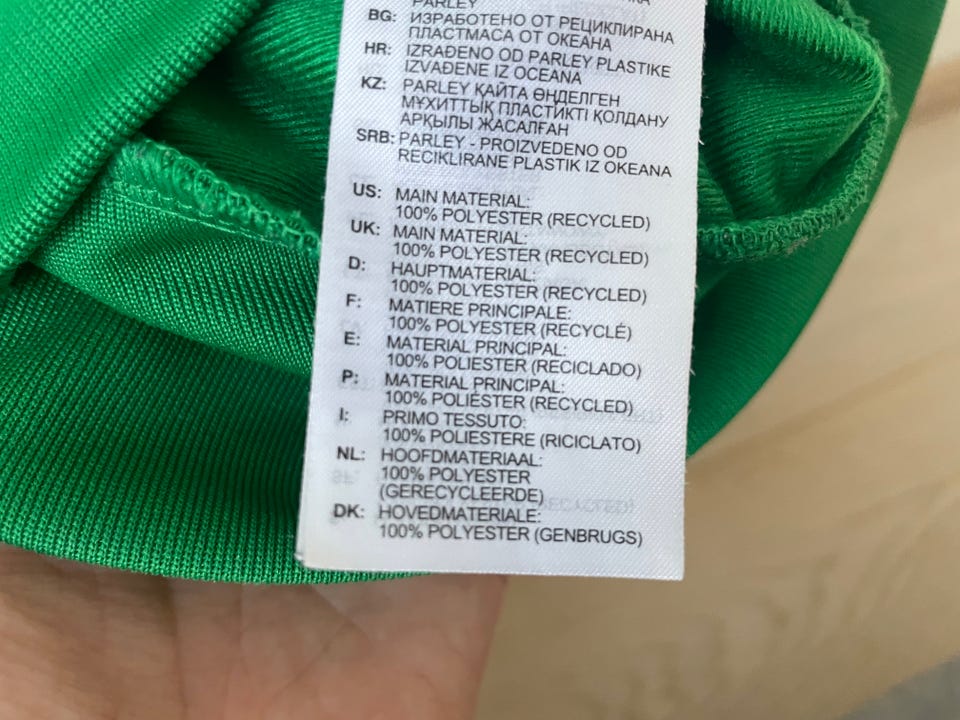 PARLEY
BG: ИЗРАБОТЕНО ОТ РЕЦИКЛИРАНА
ПЛАСТМАСА ОТ ОКЕАНА
HR: IZRAĐENO OD PARLEY PLASTIKE
IZVAĐENE IZ OCEANA
KZ: PARLEY ҚАЙТА ӨҢДЕЛГЕН
МҰХИТТЫҚ ПЛАСТИКТІ ҚОЛДАНУ
АРҚЫЛЫ ЖАСАЛҒАН
SRB: PARLEY - PROIZVEDENO OD
RECIKLIRANE PLASTIK IZ OKEANA
US: MAIN MATERIAL:
100% POLYESTER (RECYCLED)
UK: MAIN MATERIAL:
100% POLYESTER (RECYCLED)
D: HAUPTMATERIAL:
100% POLYESTER (RECYCLED)
F: MATIERE PRINCIPALE:
100% POLYESTER (RECYCLÉ)
E: MATERIAL PRINCIPAL:
100% POLIESTER (RECICLADO)
P: MATERIAL PRINCIPAL:
100% POLIÉSTER (RECYCLED)
I: PRIMO TESSUTO:
100% POLIESTERE (RICICLATO)
NL: HOOFDMATERIAAL:
100% POLYESTER
(GERECYCLEERDE)
DK: HOVEDMATERIALE:
100% POLYESTER (GENBRUGS)